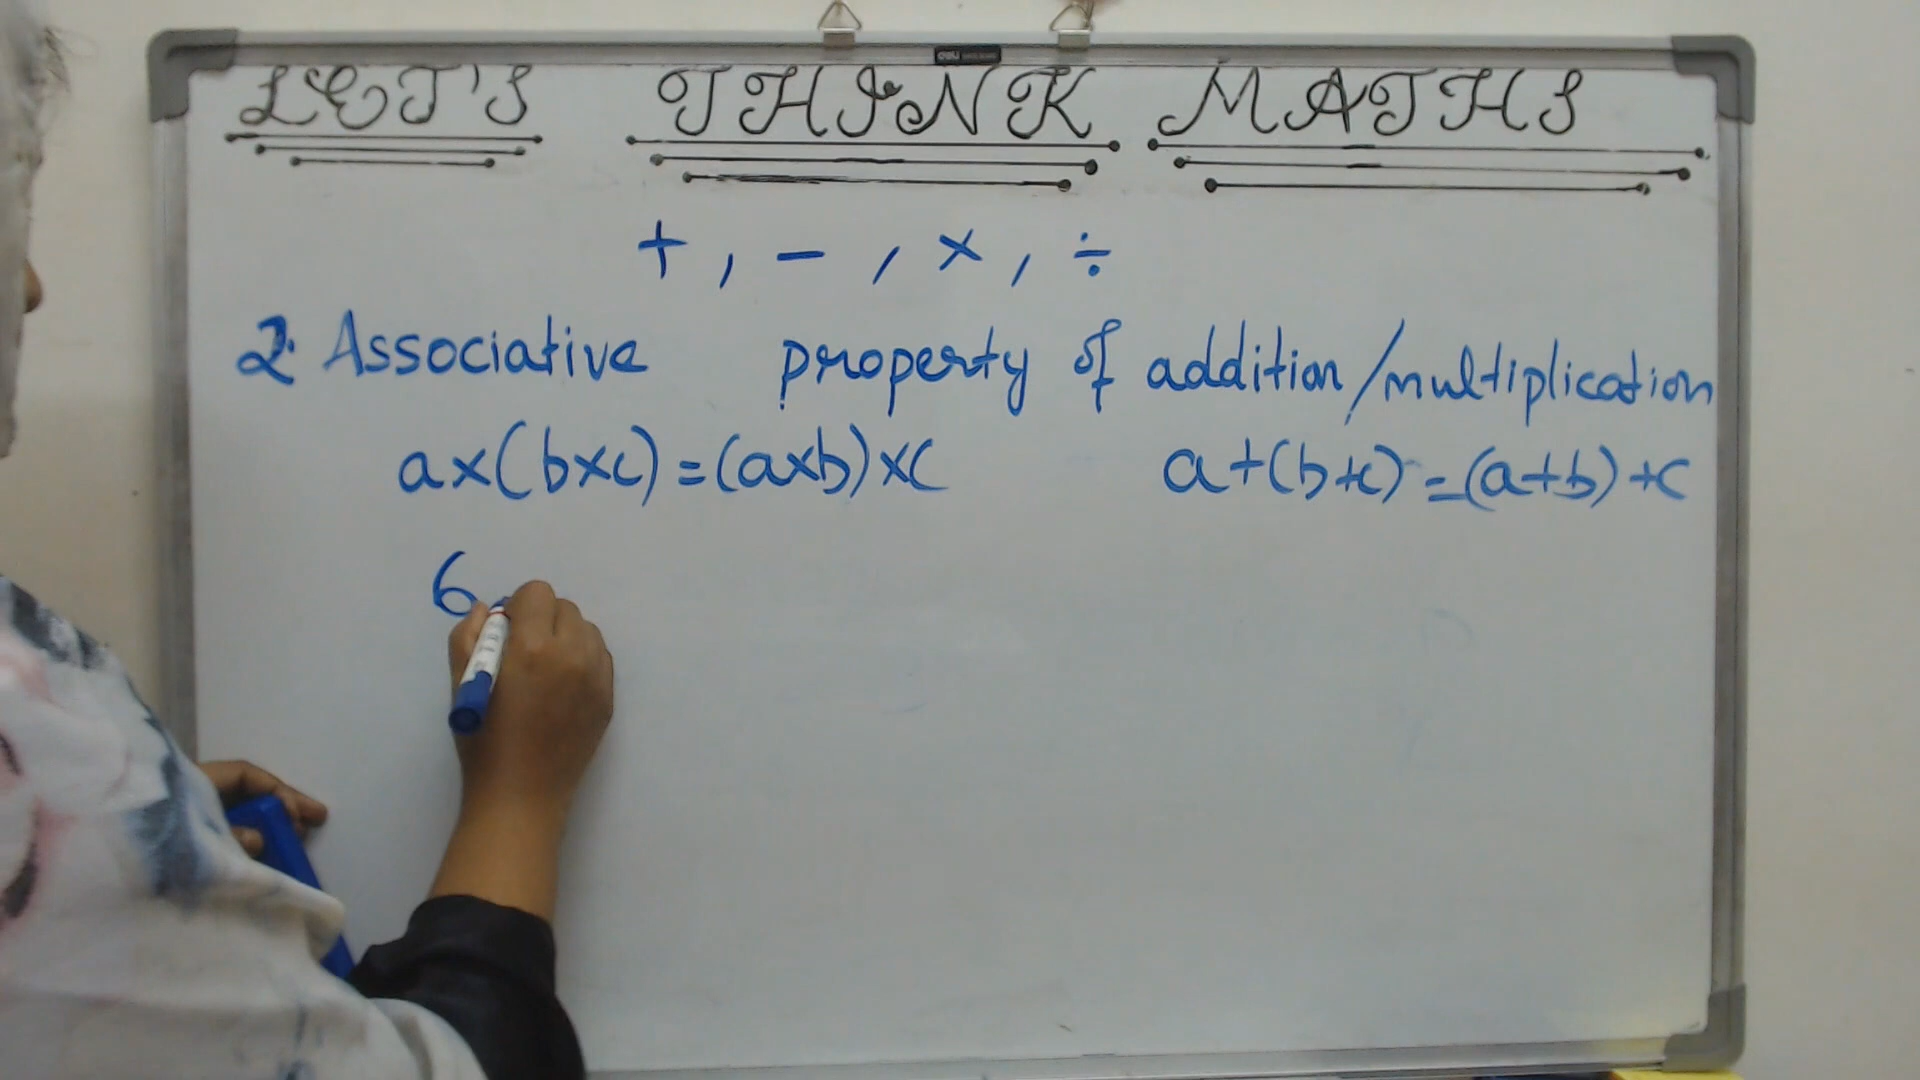 LET'S THINK MATHS
+ , - , × , ÷
2. Associative property of addition/multiplication
a×(b×c)=(a×b)×c a+(b+c)=(a+b)+c
6